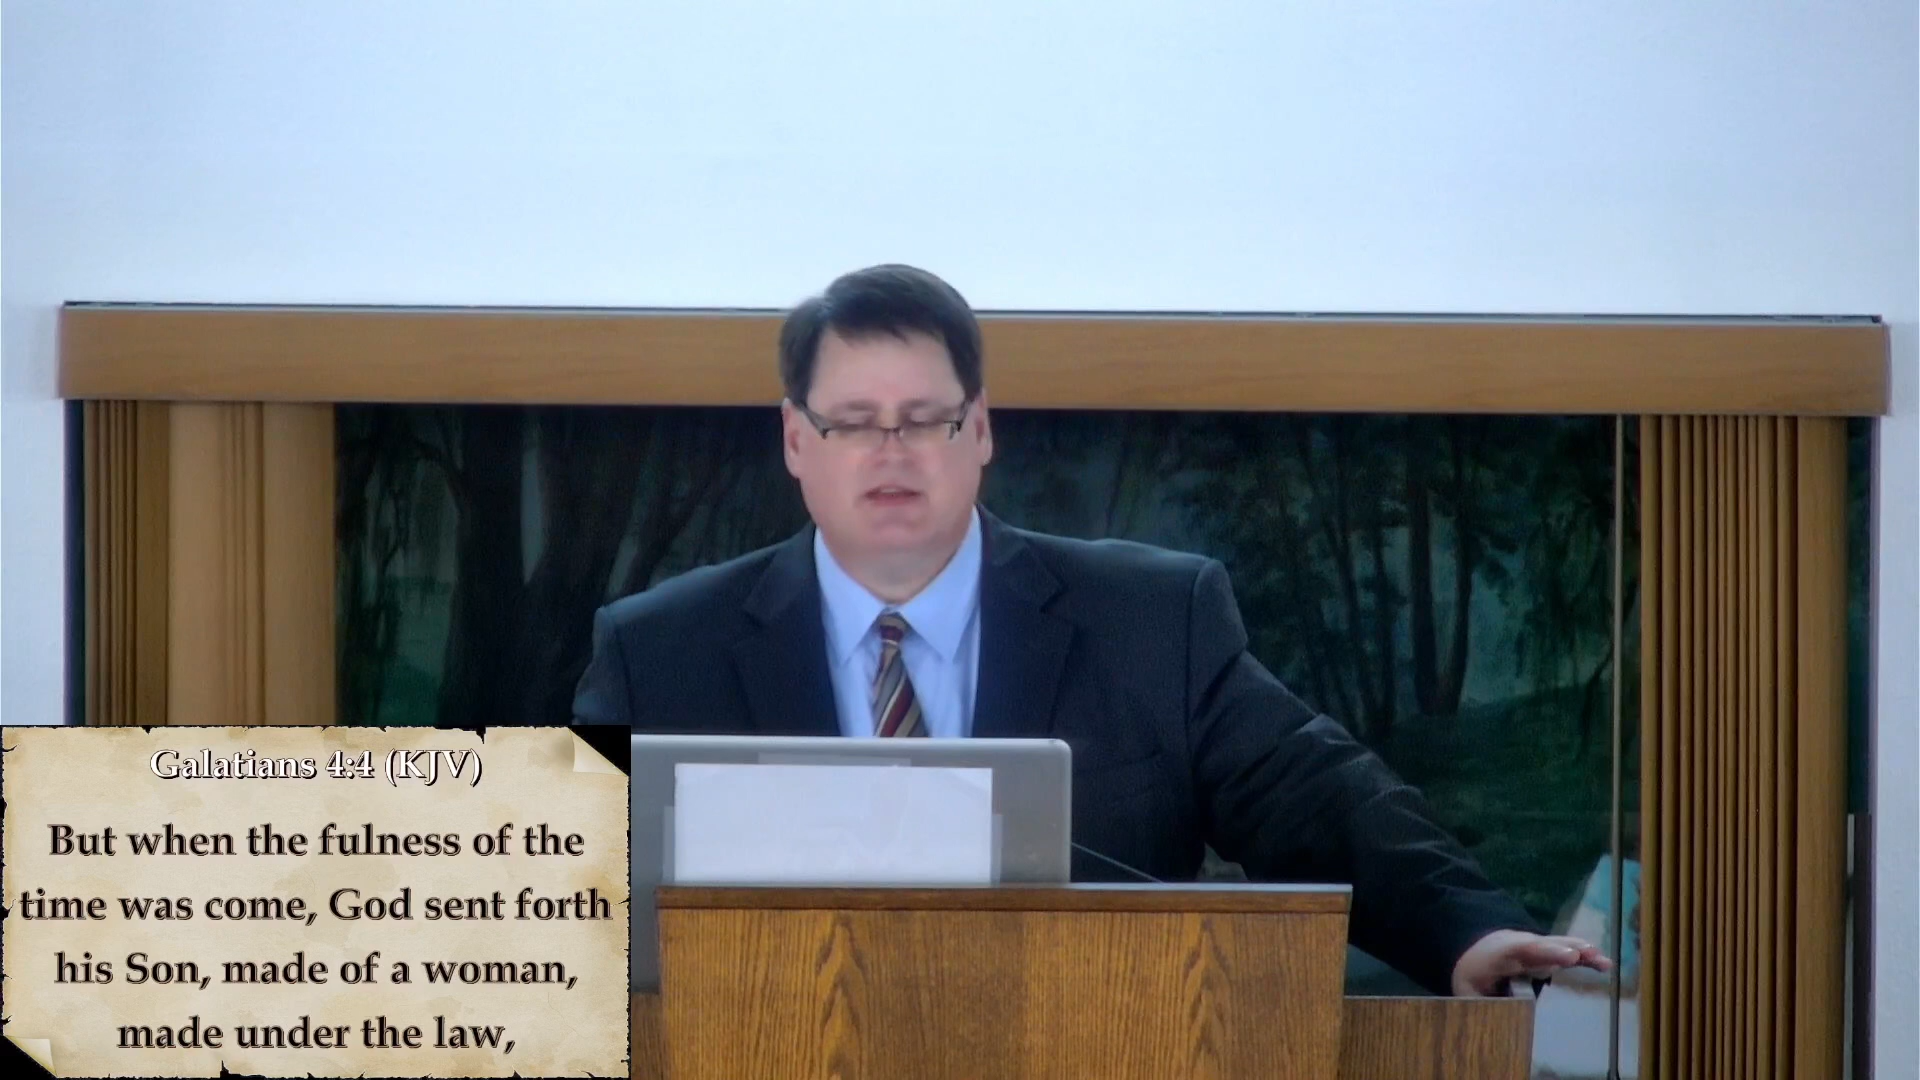 Galatians 4:4 (KJV)
But when the fulness of the
time was come, God sent forth
his Son, made of a woman,
made under the law,